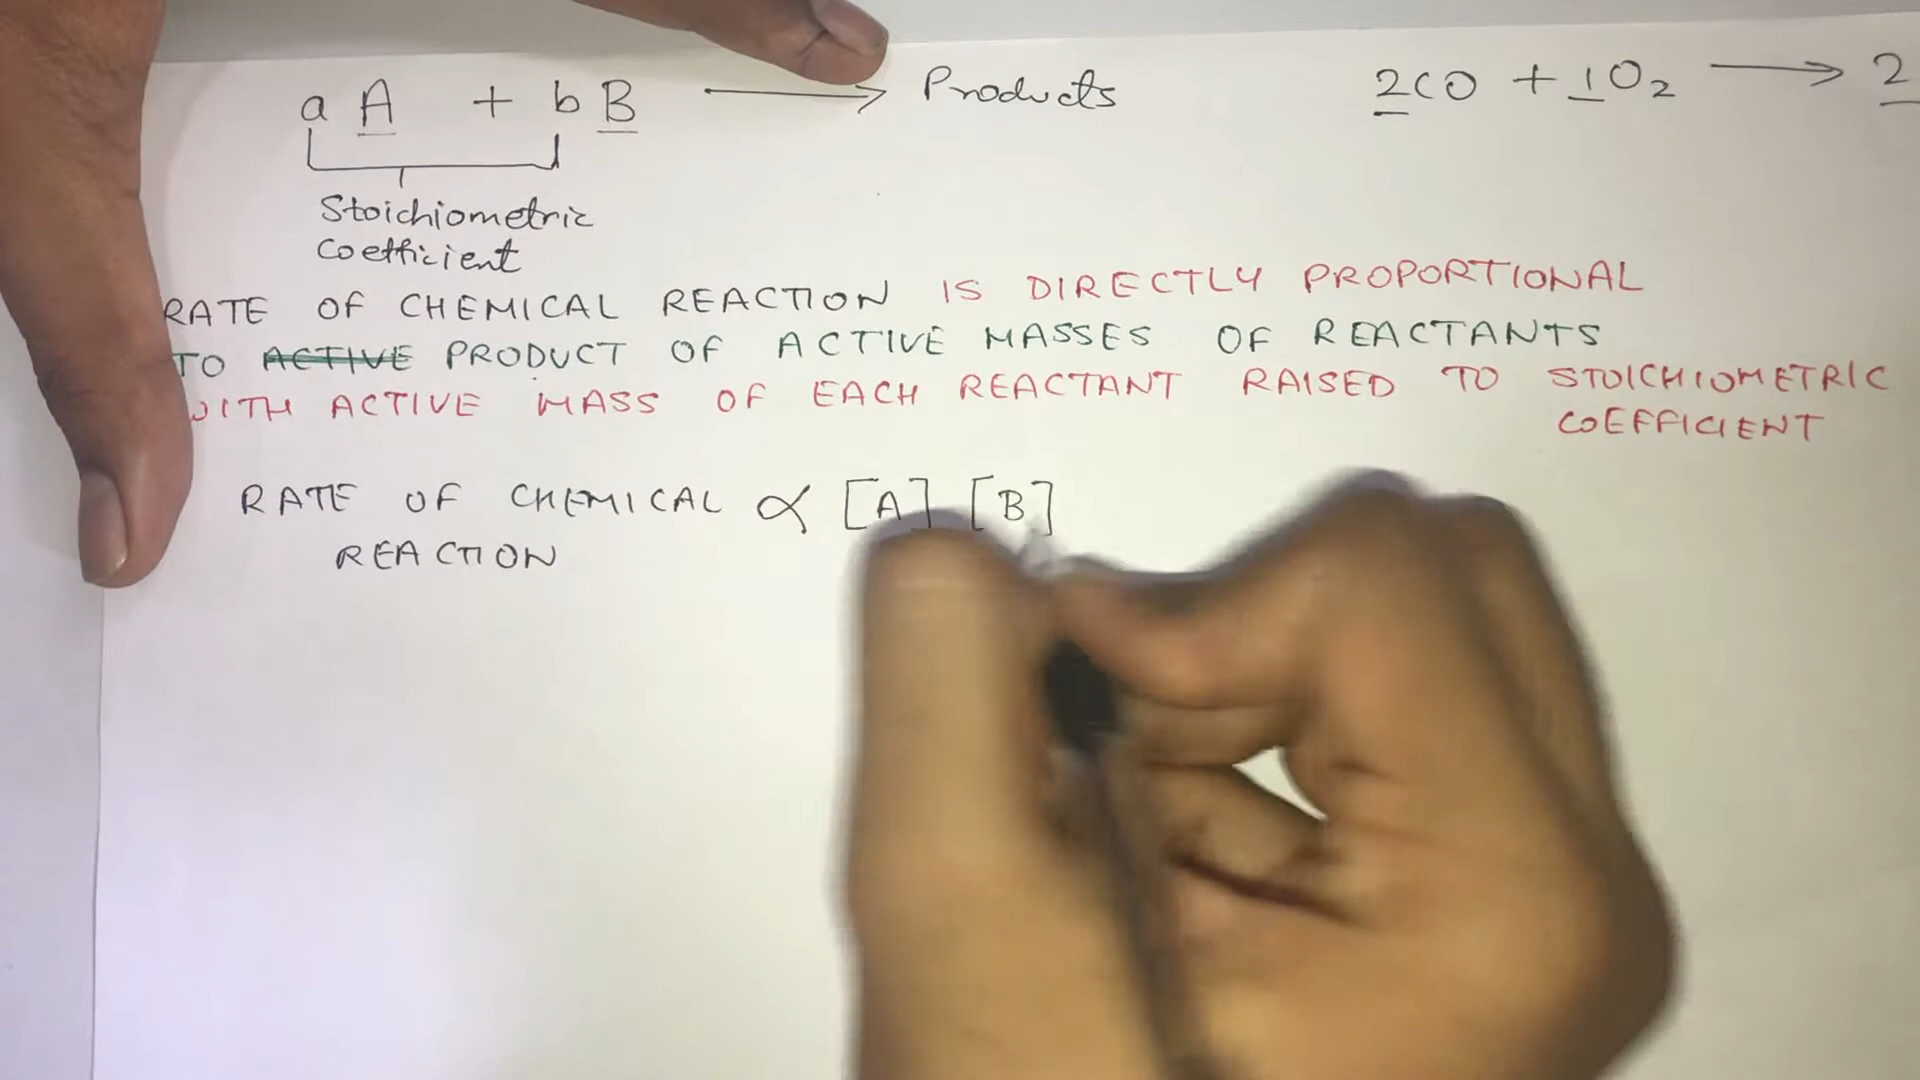 a A + b B ⟶ Products 2CO + 1O₂ ⟶ 2
Stoichiometric
Coefficient
RATE OF CHEMICAL REACTION IS DIRECTLY PROPORTIONAL
TO ACTIVE PRODUCT OF ACTIVE MASSES OF REACTANTS
WITH ACTIVE MASS OF EACH REACTANT RAISED TO STOICHIOMETRIC
COEFFICIENT
RATE OF CHEMICAL ∝ [A] [B]
REACTION